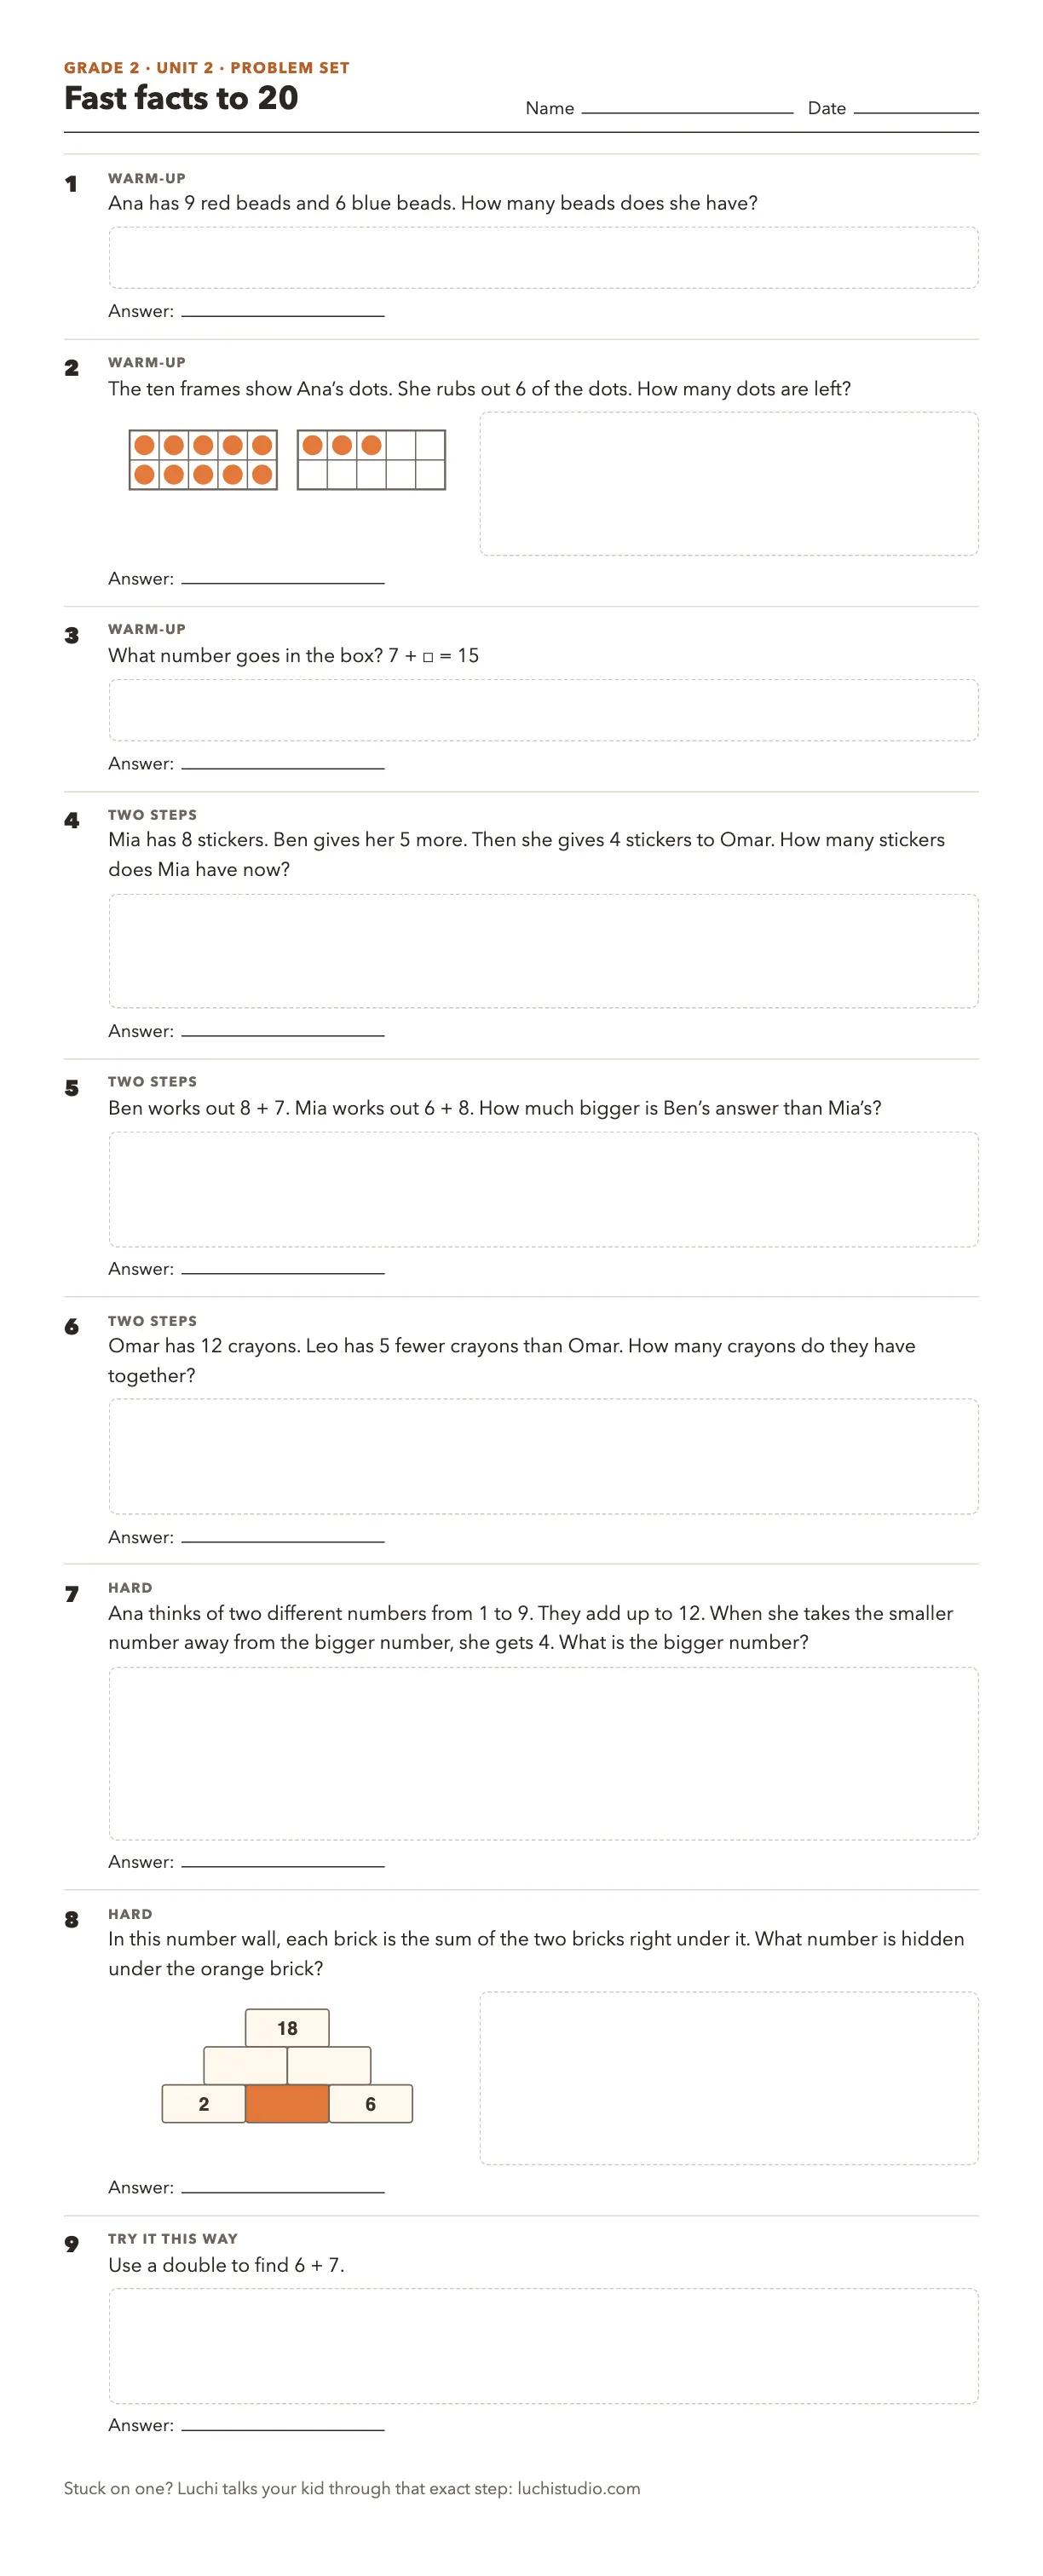 GRADE 2 · UNIT 2 · PROBLEM SET
Fast facts to 20
Name Date
1
WARM-UP
Ana has 9 red beads and 6 blue beads. How many beads does she have?
Answer:
2
WARM-UP
The ten frames show Ana’s dots. She rubs out 6 of the dots. How many dots are left?
Answer:
3
WARM-UP
What number goes in the box? 7 + □ = 15
Answer:
4
TWO STEPS
Mia has 8 stickers. Ben gives her 5 more. Then she gives 4 stickers to Omar. How many stickers
does Mia have now?
Answer:
5
TWO STEPS
Ben works out 8 + 7. Mia works out 6 + 8. How much bigger is Ben’s answer than Mia’s?
Answer:
6
TWO STEPS
Omar has 12 crayons. Leo has 5 fewer crayons than Omar. How many crayons do they have
together?
Answer:
7
HARD
Ana thinks of two different numbers from 1 to 9. They add up to 12. When she takes the smaller
number away from the bigger number, she gets 4. What is the bigger number?
Answer:
8
HARD
In this number wall, each brick is the sum of the two bricks right under it. What number is hidden
under the orange brick?
18
2 6
Answer:
9
TRY IT THIS WAY
Use a double to find 6 + 7.
Answer:
Stuck on one? Luchi talks your kid through that exact step: luchistudio.com